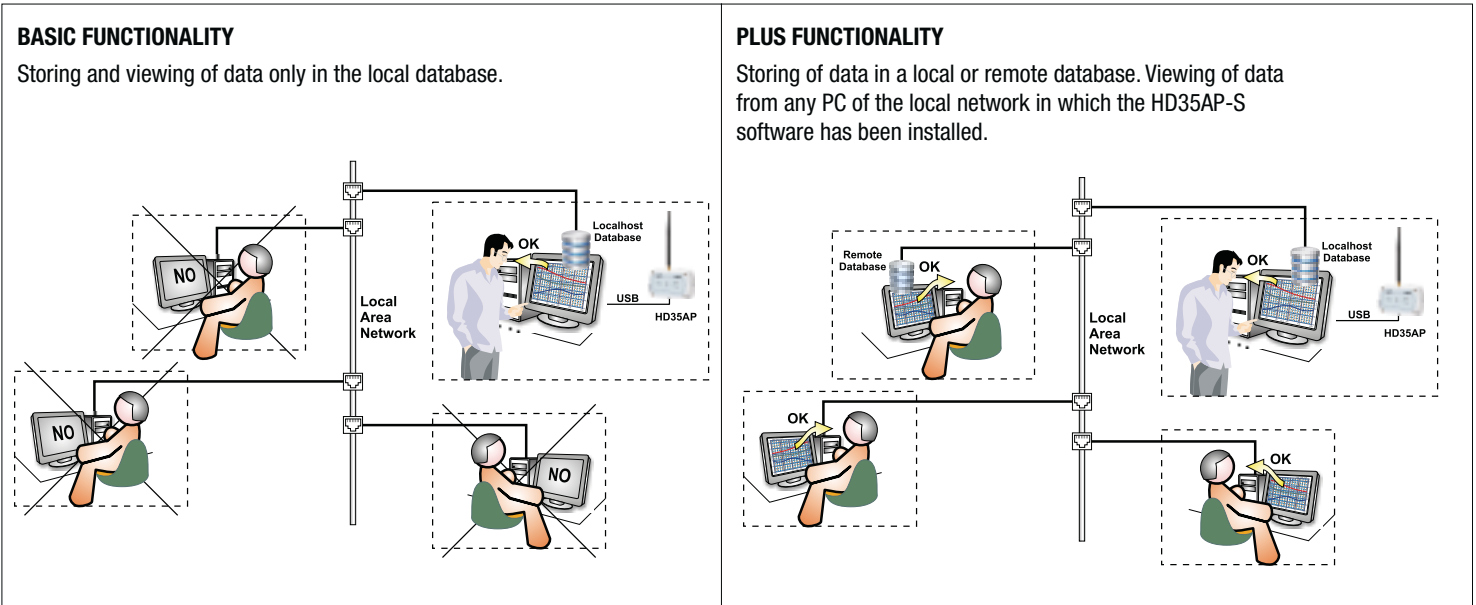 BASIC FUNCTIONALITY
Storing and viewing of data only in the local database.
Localhost
Database
OK
NO
USB
HD35AP
Local
Area
Network
NO
NO
PLUS FUNCTIONALITY
Storing of data in a local or remote database. Viewing of data
from any PC of the local network in which the HD35AP-S
software has been installed.
Localhost
Database
Remote
Database
OK
OK
USB
HD35AP
Local
Area
Network
OK
OK